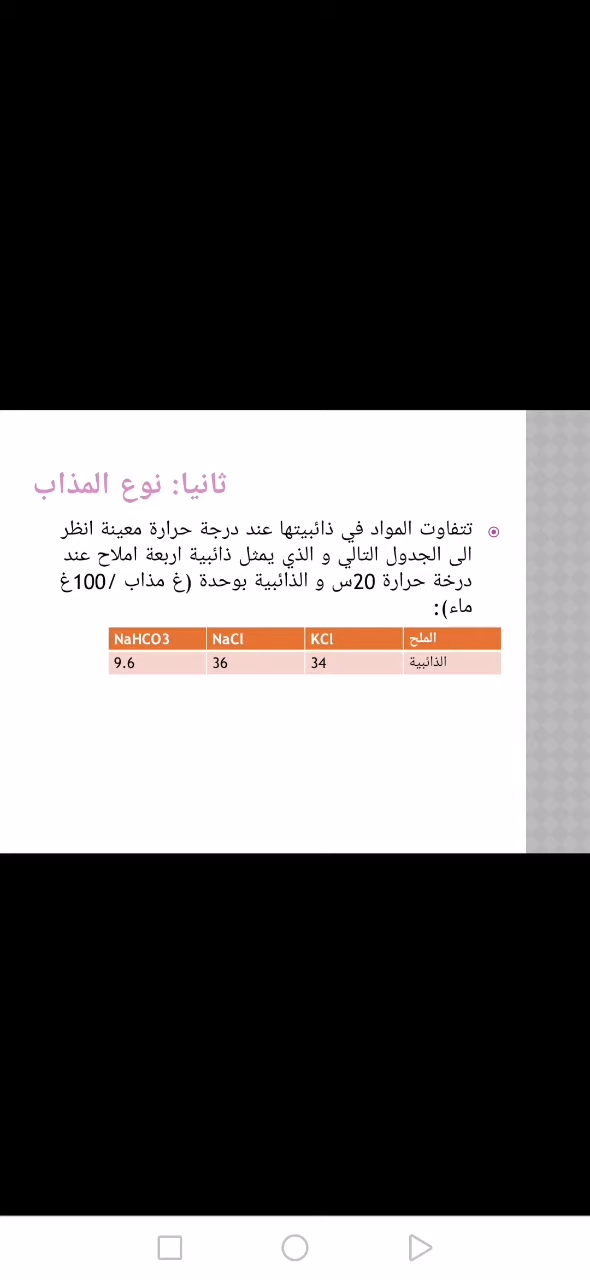 ثانيا: نوع المذاب
تتفاوت المواد في ذائبيتها عند درجة حرارة معينة انظر
الى الجدول التالي و الذي يمثل ذائبية اربعة املاح عند
درخة حرارة 20س و الذائبية بوحدة (غ مذاب /100غ
ماء):
الملح KCl NaCl NaHCO3
الذائبية 34 36 9.6